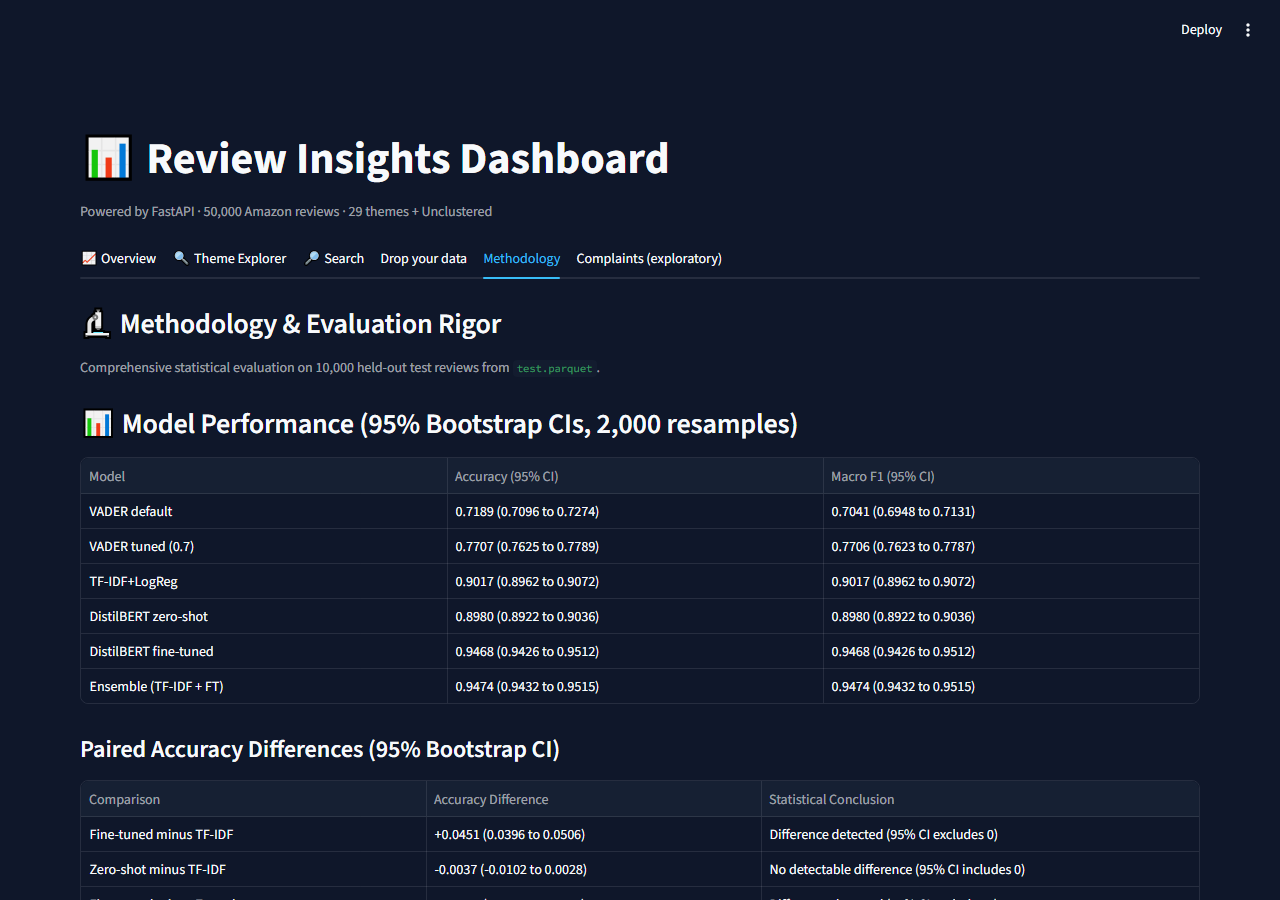 Deploy
Review Insights Dashboard
Powered by FastAPI · 50,000 Amazon reviews · 29 themes + Unclustered
Overview Theme Explorer Search Drop your data Methodology Complaints (exploratory)
Methodology & Evaluation Rigor
Comprehensive statistical evaluation on 10,000 held-out test reviews from test.parquet .
Model Performance (95% Bootstrap CIs, 2,000 resamples)
Model Accuracy (95% CI) Macro F1 (95% CI)
VADER default 0.7189 (0.7096 to 0.7274) 0.7041 (0.6948 to 0.7131)
VADER tuned (0.7) 0.7707 (0.7625 to 0.7789) 0.7706 (0.7623 to 0.7787)
TF-IDF+LogReg 0.9017 (0.8962 to 0.9072) 0.9017 (0.8962 to 0.9072)
DistilBERT zero-shot 0.8980 (0.8922 to 0.9036) 0.8980 (0.8922 to 0.9036)
DistilBERT fine-tuned 0.9468 (0.9426 to 0.9512) 0.9468 (0.9426 to 0.9512)
Ensemble (TF-IDF + FT) 0.9474 (0.9432 to 0.9515) 0.9474 (0.9432 to 0.9515)
Paired Accuracy Differences (95% Bootstrap CI)
Comparison Accuracy Difference Statistical Conclusion
Fine-tuned minus TF-IDF +0.0451 (0.0396 to 0.0506) Difference detected (95% CI excludes 0)
Zero-shot minus TF-IDF -0.0037 (-0.0102 to 0.0028) No detectable difference (95% CI includes 0)